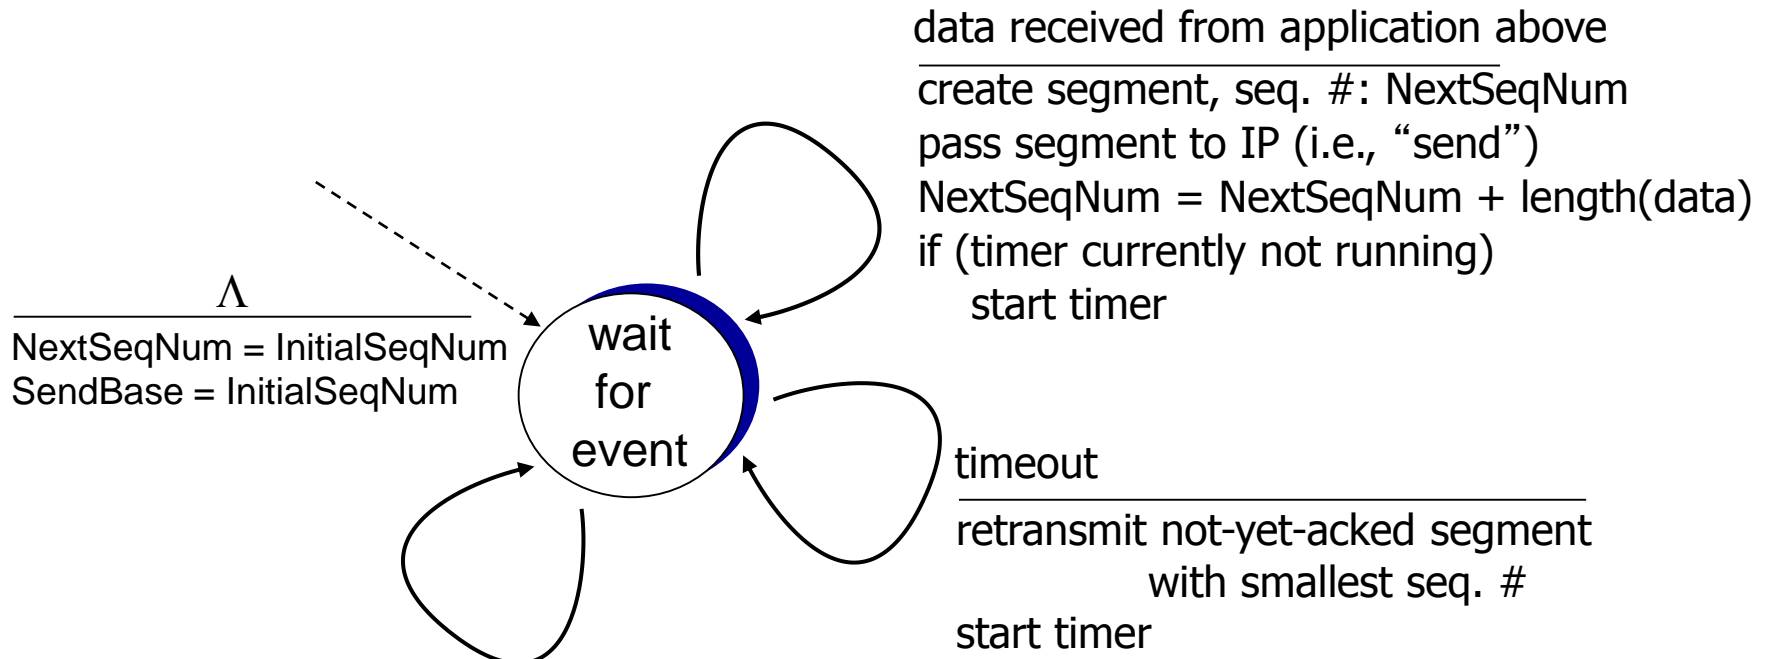 data received from application above
create segment, seq. #: NextSeqNum
pass segment to IP (i.e., “send”)
NextSeqNum = NextSeqNum + length(data)
if (timer currently not running)
start timer
Λ
NextSeqNum = InitialSeqNum
SendBase = InitialSeqNum
wait
for
event
timeout
retransmit not-yet-acked segment
with smallest seq. #
start timer